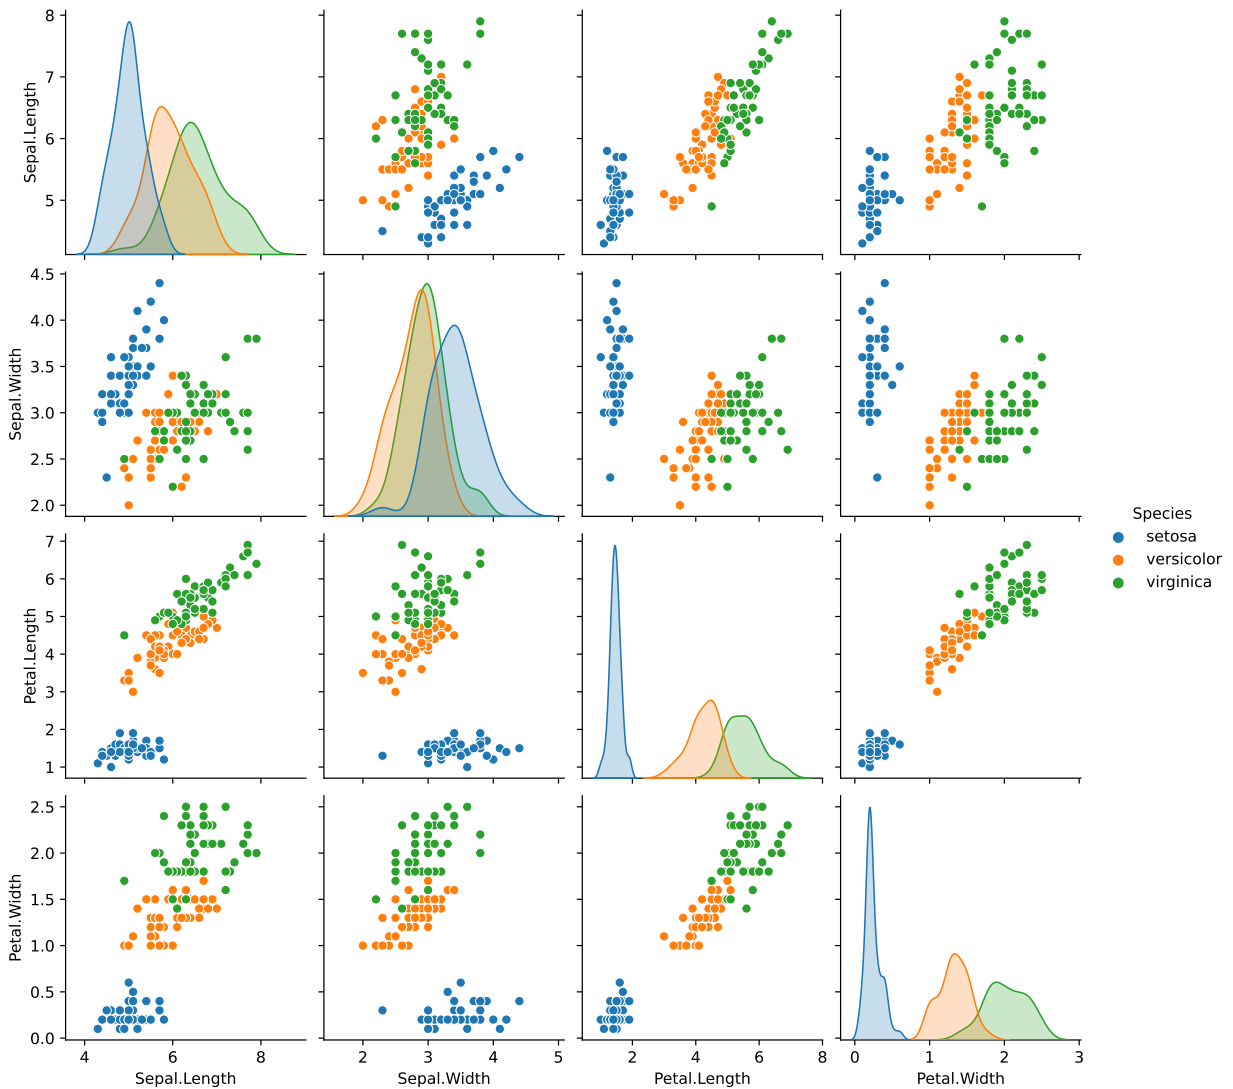 8
7
6
5
Sepal.Length
4.5
4.0
3.5
3.0
2.5
2.0
Sepal.Width
Species
setosa
versicolor
virginica
7
6
5
4
3
2
1
Petal.Length
2.5
2.0
1.5
1.0
0.5
0.0
Petal.Width
4 6 8 2 3 4 5 2 4 6 8 0 1 2 3
Sepal.Length Sepal.Width Petal.Length Petal.Width